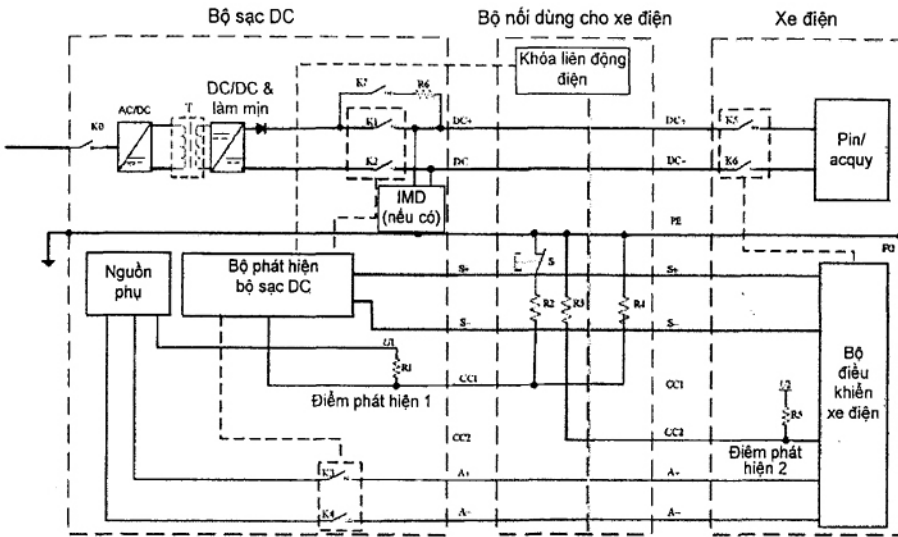 Bộ sạc DC
Bộ nối dùng cho xe điện
Xe điện
Khóa liên động
điện
DC/DC &
làm mịn
K7
R6
K0
AC/DC
T
K1
DC+
DC+
K5
K2
DC
DC-
K6
Pin/
acquy
IMD
(nếu có)
PE
Nguồn
phụ
Bộ phát hiện
bộ sạc DC
S+
S
S+
R2
R3
R4
S-
S-
U1
R1
CC1
CC1
Điểm phát hiện 1
U2
R5
CC2
CC2
Điêm phát
hiện 2
Bộ
điều
khiển
xe điện
K3
A+
A+
K4
A-
A-